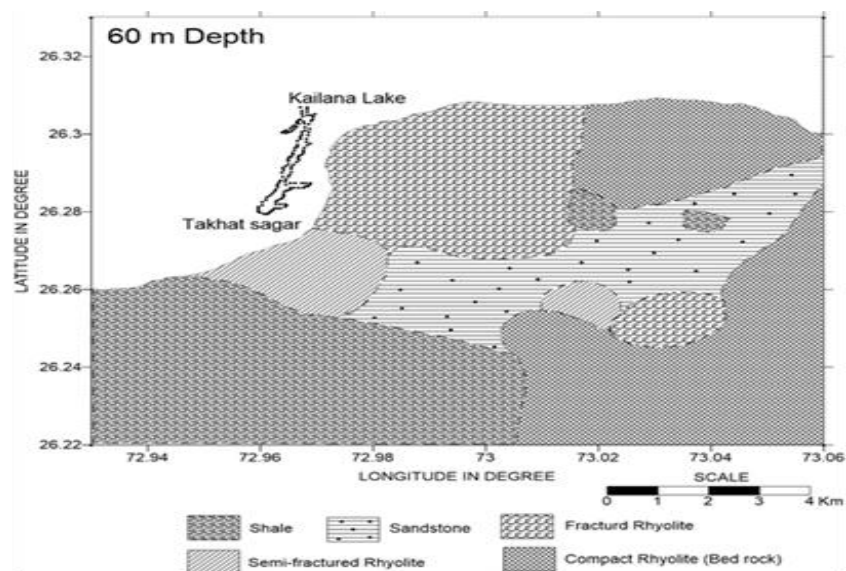 60 m Depth
26.32
Kailana Lake
26.3
LATITUDE IN DEGREE
26.28
Takhat sagar
26.26
26.24
26.22
72.94 72.96 72.98 73 73.02 73.04 73.06
LONGITUDE IN DEGREE
SCALE
0 1 2 3 4 Km
Shale Sandstone Fracturd Rhyolite
Semi-fractured Rhyolite Compact Rhyolite (Bed rock)